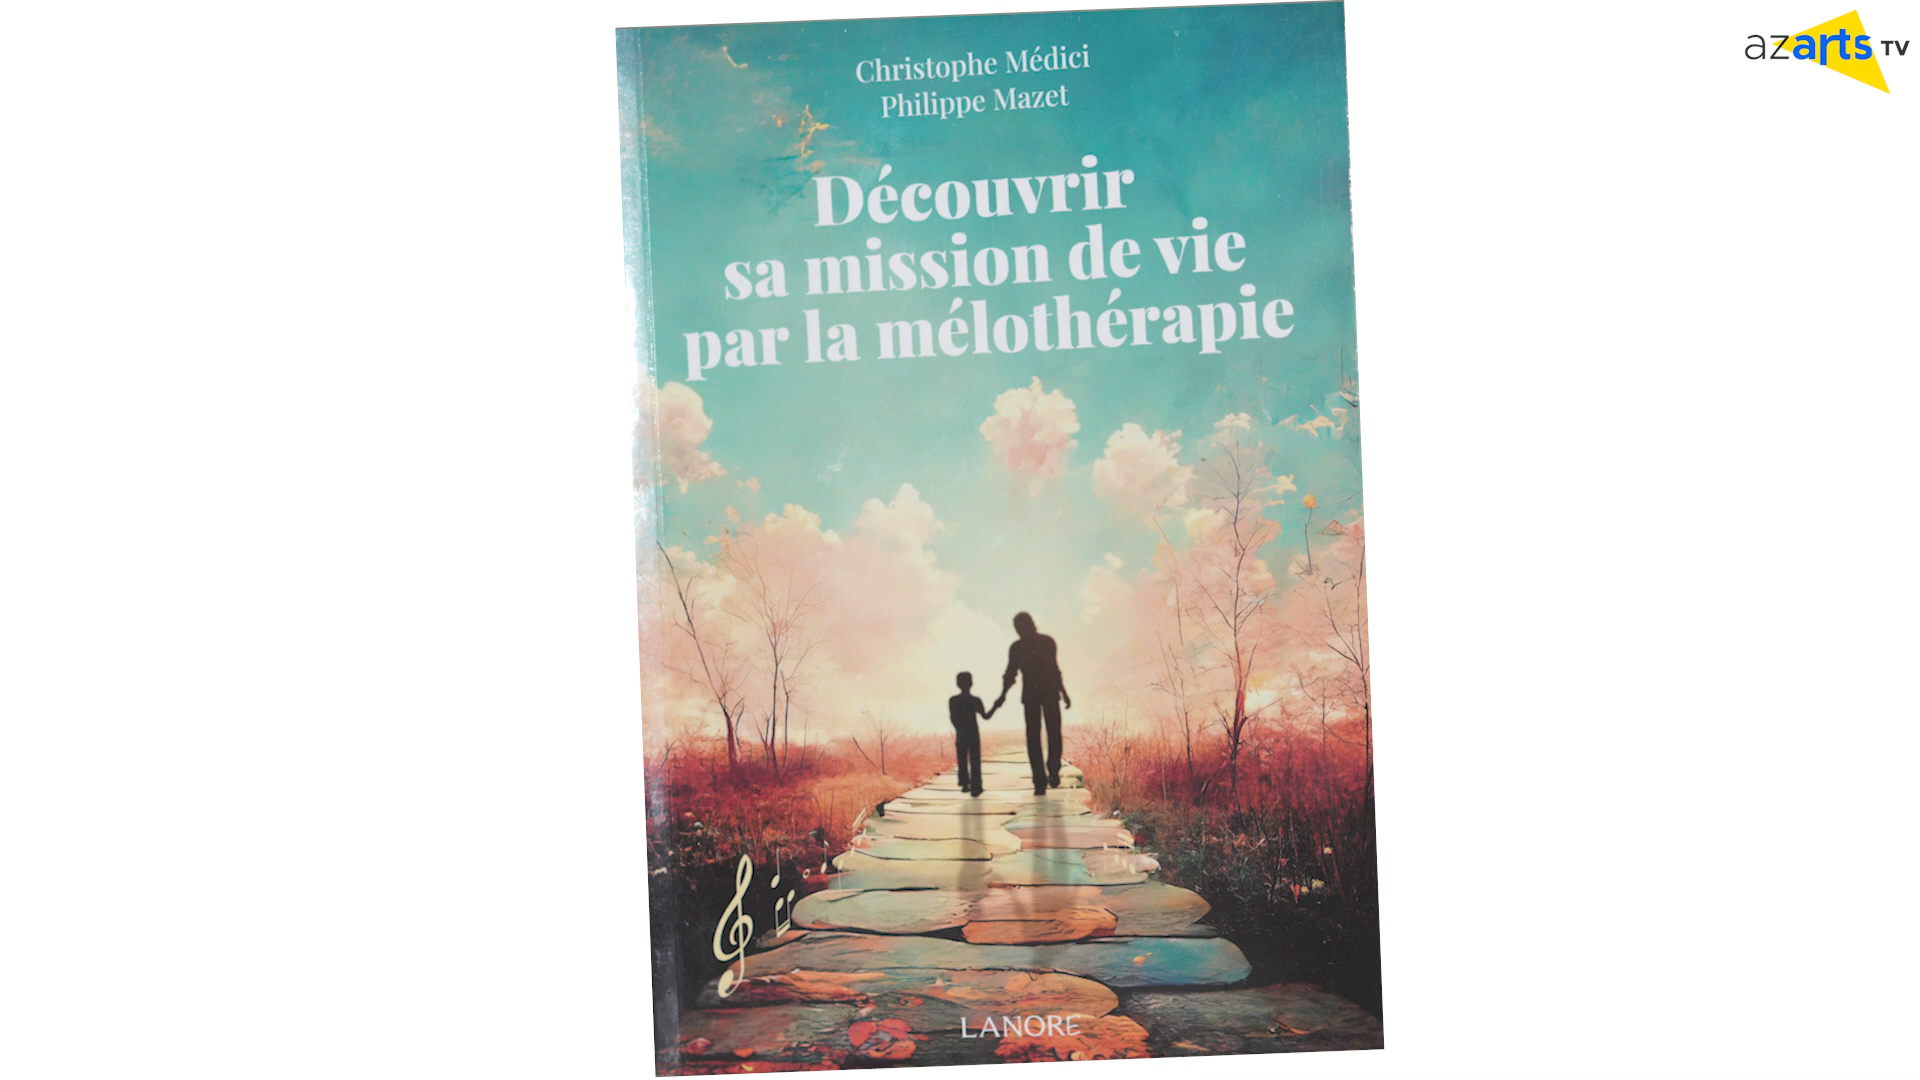 Christophe Médici
Philippe Mazet
Découvrir
sa mission de vie
par la mélothérapie
LANORE
azarts TV